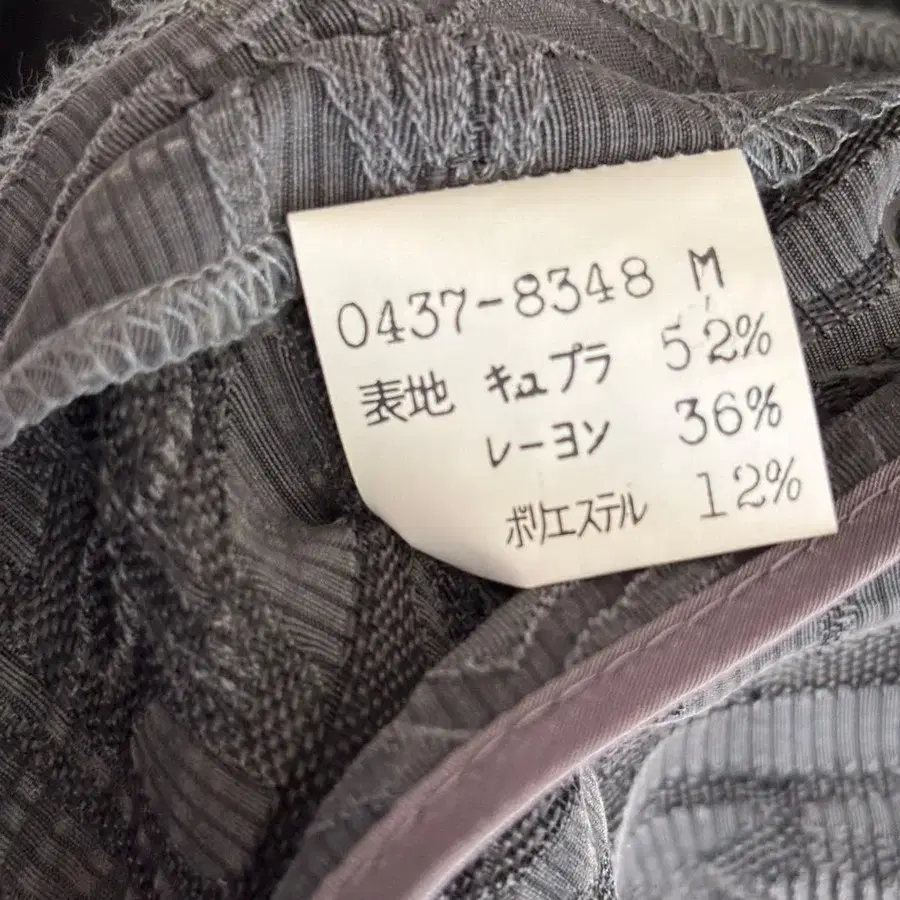 0437-8348 M
表地 キュプラ 52%
レーヨン 36%
ポリエステル 12%